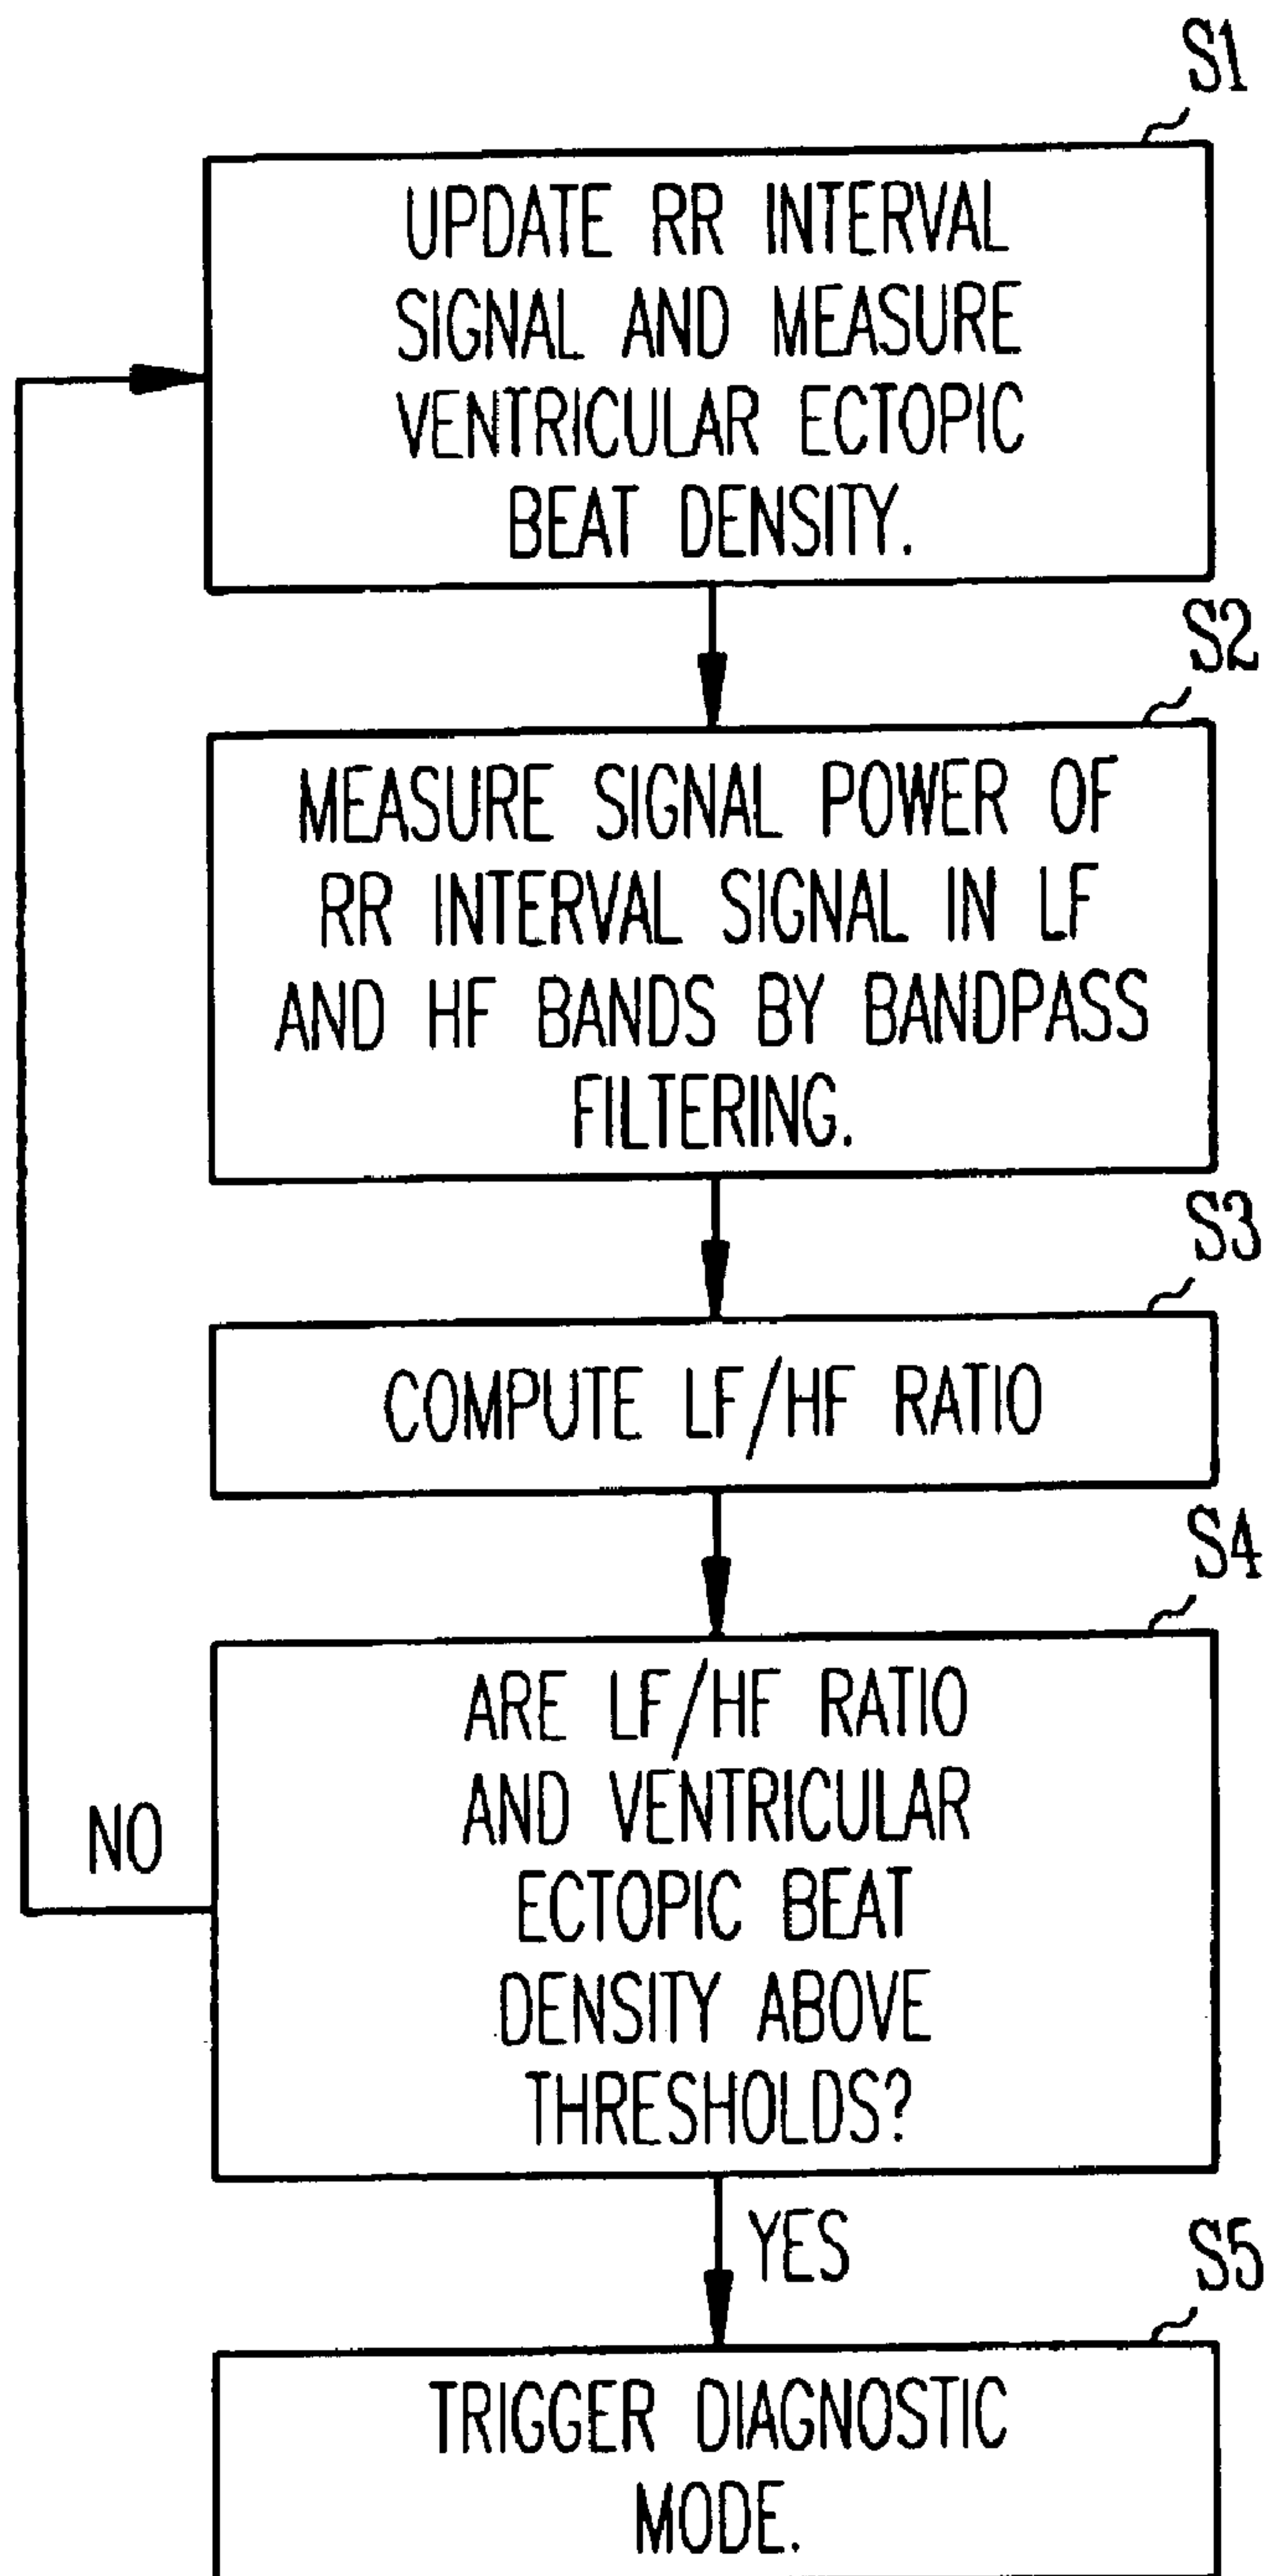 S1
UPDATE RR INTERVAL
SIGNAL AND MEASURE
VENTRICULAR ECTOPIC
BEAT DENSITY.
S2
MEASURE SIGNAL POWER OF
RR INTERVAL SIGNAL IN LF
AND HF BANDS BY BANDPASS
FILTERING.
S3
COMPUTE LF/HF RATIO
S4
ARE LF/HF RATIO
AND VENTRICULAR
ECTOPIC BEAT
DENSITY ABOVE
THRESHOLDS?
NO
YES
S5
TRIGGER DIAGNOSTIC
MODE.